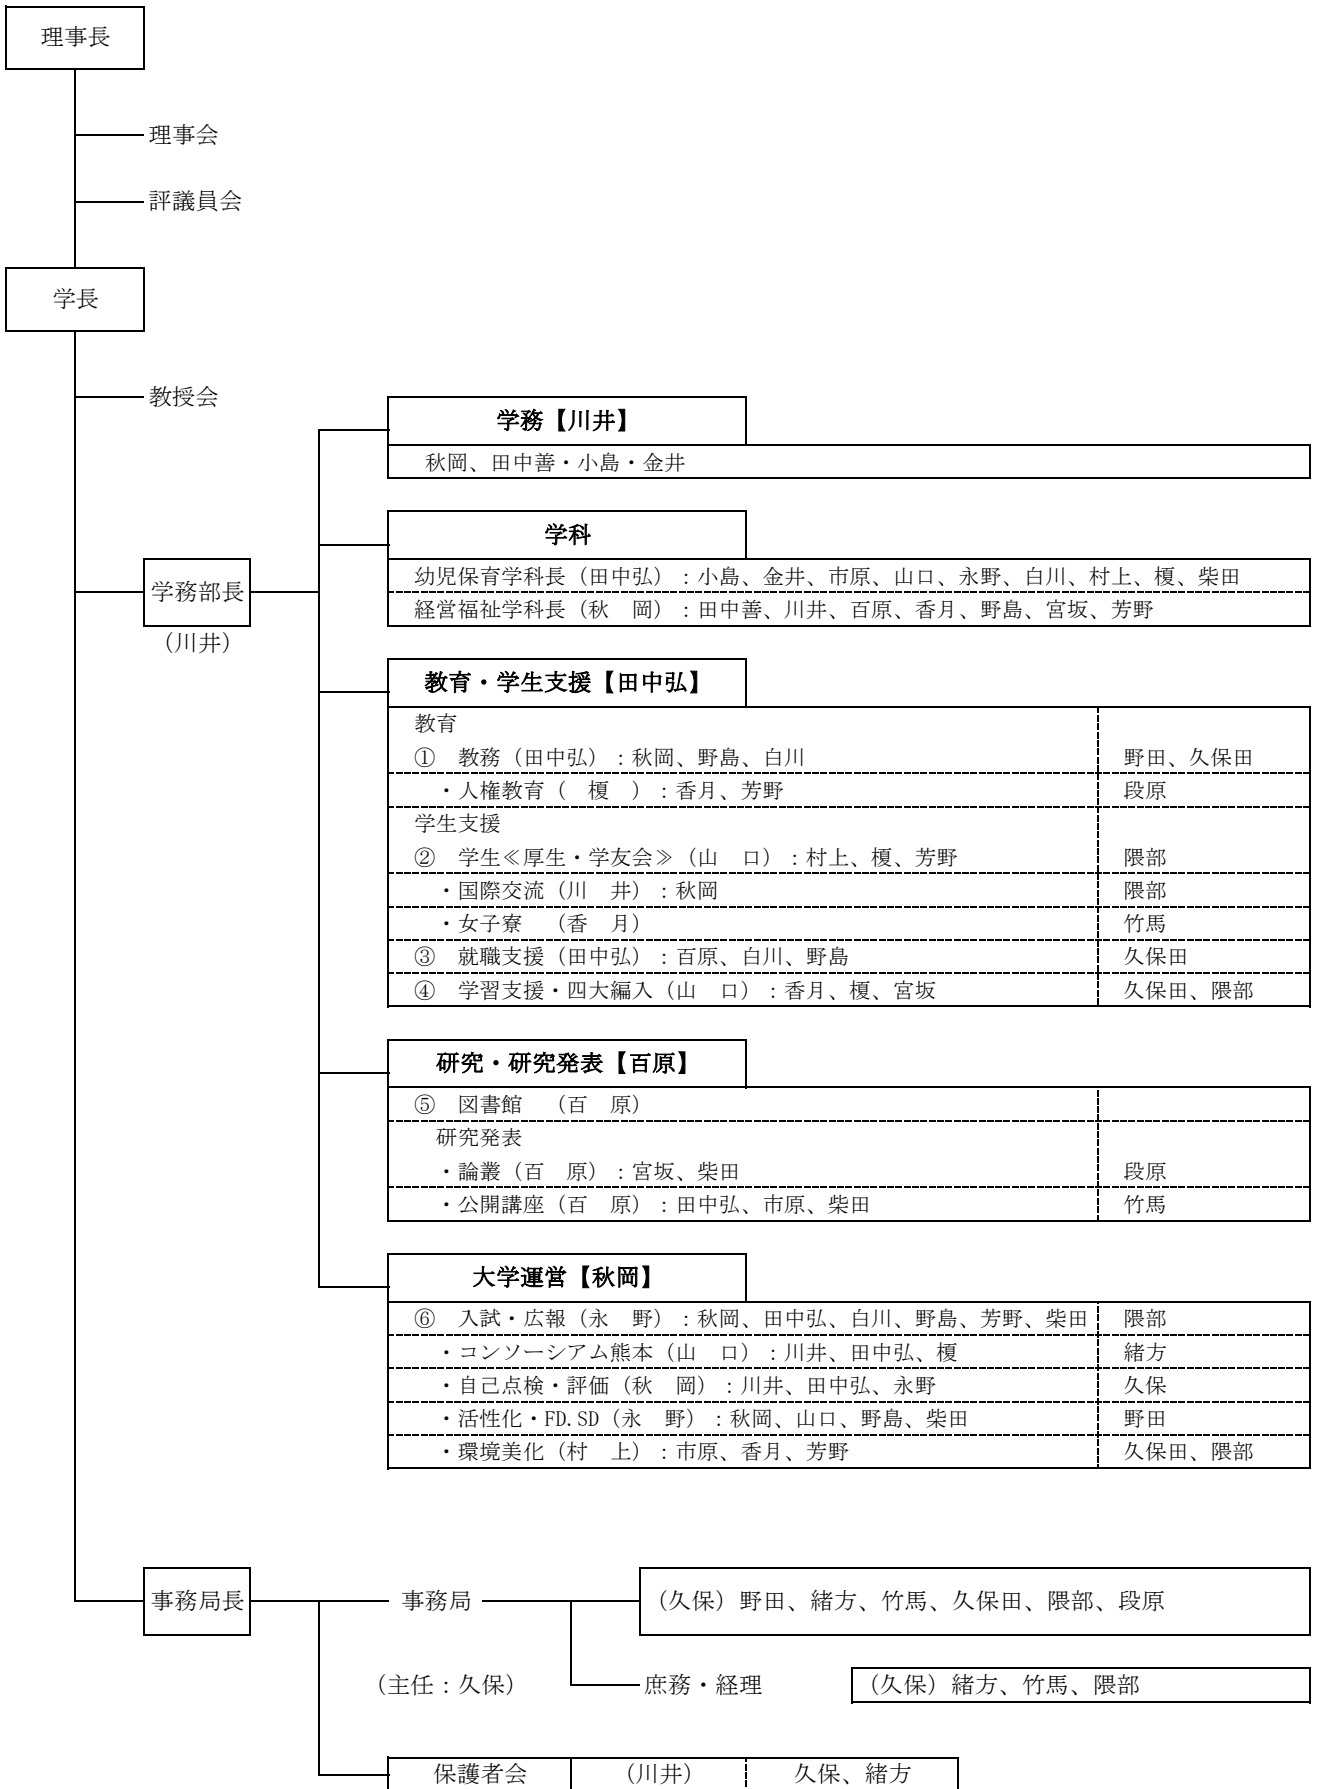 理事長
理事会
評議員会
学長
教授会
学務【川井】
秋岡、田中善・小島・金井
学科
幼児保育学科長（田中弘）：小島、金井、市原、山口、永野、白川、村上、榎、柴田
経営福祉学科長（秋　岡）：田中善、川井、百原、香月、野島、宮坂、芳野
学務部長
（川井）
教育・学生支援【田中弘】
教育
①　教務（田中弘）：秋岡、野島、白川　野田、久保田
・人権教育（　榎　）：香月、芳野　段原
学生支援
②　学生≪厚生・学友会≫（山　口）：村上、榎、芳野　隈部
・国際交流（川　井）：秋岡　隈部
・女子寮　（香　月）　竹馬
③　就職支援（田中弘）：百原、白川、野島　久保田
④　学習支援・四大編入（山　口）：香月、榎、宮坂　久保田、隈部
研究・研究発表【百原】
⑤　図書館　（百　原）
研究発表
・論叢（百　原）：宮坂、柴田　段原
・公開講座（百　原）：田中弘、市原、柴田　竹馬
大学運営【秋岡】
⑥　入試・広報（永　野）：秋岡、田中弘、白川、野島、芳野、柴田　隈部
・コンソーシアム熊本（山　口）：川井、田中弘、榎　緒方
・自己点検・評価（秋　岡）：川井、田中弘、永野　久保
・活性化・FD.SD（永　野）：秋岡、山口、野島、柴田　野田
・環境美化（村　上）：市原、香月、芳野　久保田、隈部
事務局長　事務局　（久保）野田、緒方、竹馬、久保田、隈部、段原
（主任：久保）　庶務・経理　（久保）緒方、竹馬、隈部
保護者会　（川井）　久保、緒方